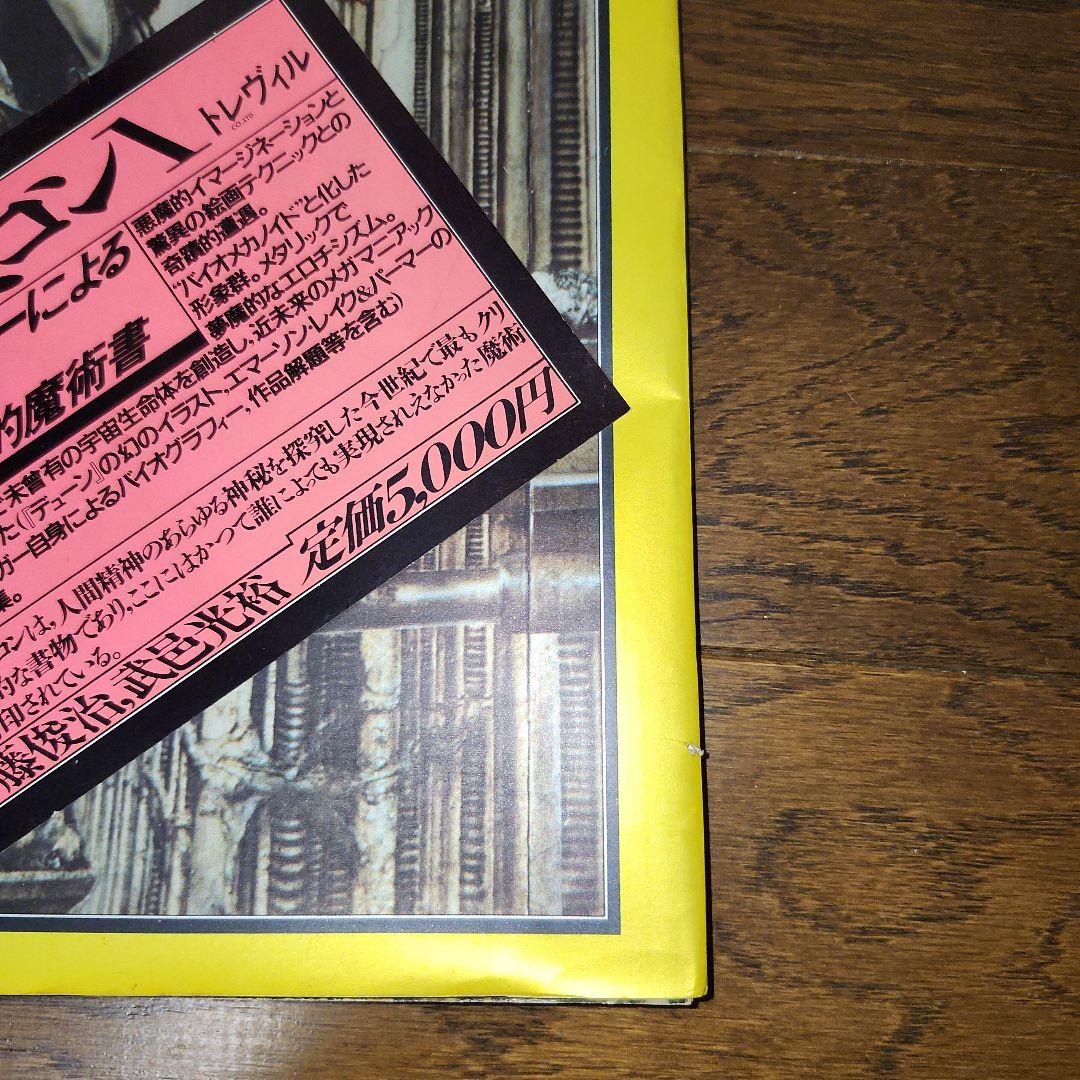 コン
トレヴィル
CO.,LTD
ーによる
的魔術書
悪魔的イマージネーションと
驚異の絵画テクニックとの
奇蹟的遭遇。
“バイオメカノイド”と化した
形象群。メタリックで
夢魔的なエロチシズム。
未曾有の宇宙生命体を創造し、近未来のメガマニアック
た(『デューン』の幻のイラスト,エマーソン・レイク&パーマーの
ガー自身によるバイオグラフィー,作品解題等を含む)
集。
コンは,人間精神のあらゆる神秘を探究した今世紀で最もクリ
的な書物であり,ここにはかつて誰によっても実現されえなかった魔術
印されている。
藤俊治,武邑光裕
定価5,000円